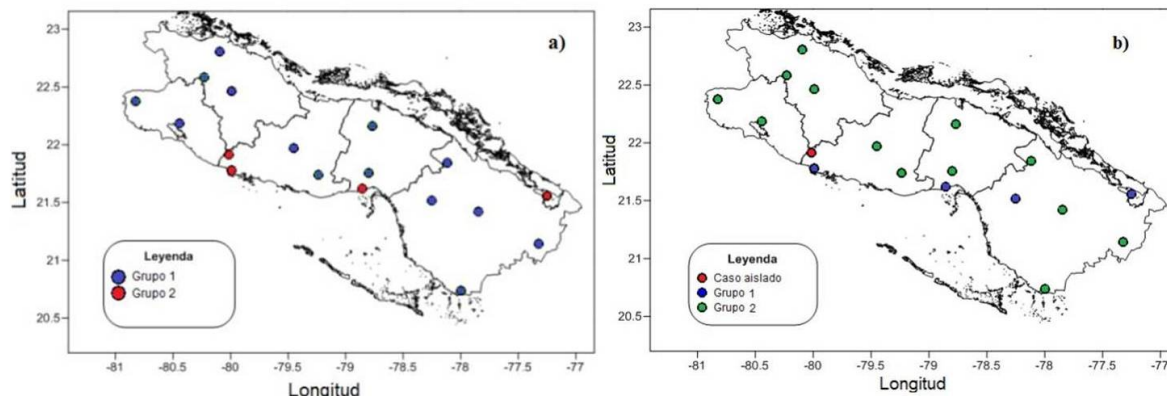 a)
23
22.5
22
21.5
21
20.5
Latitud
Leyenda
Grupo 1
Grupo 2
-81
-80.5
-80
-79.5
-79
-78.5
-78
-77.5
-77
Longitud
b)
23
22.5
22
21.5
21
20.5
Latitud
Leyenda
Caso aislado
Grupo 1
Grupo 2
-81
-80.5
-80
-79.5
-79
-78.5
-78
-77.5
-77
Longitud